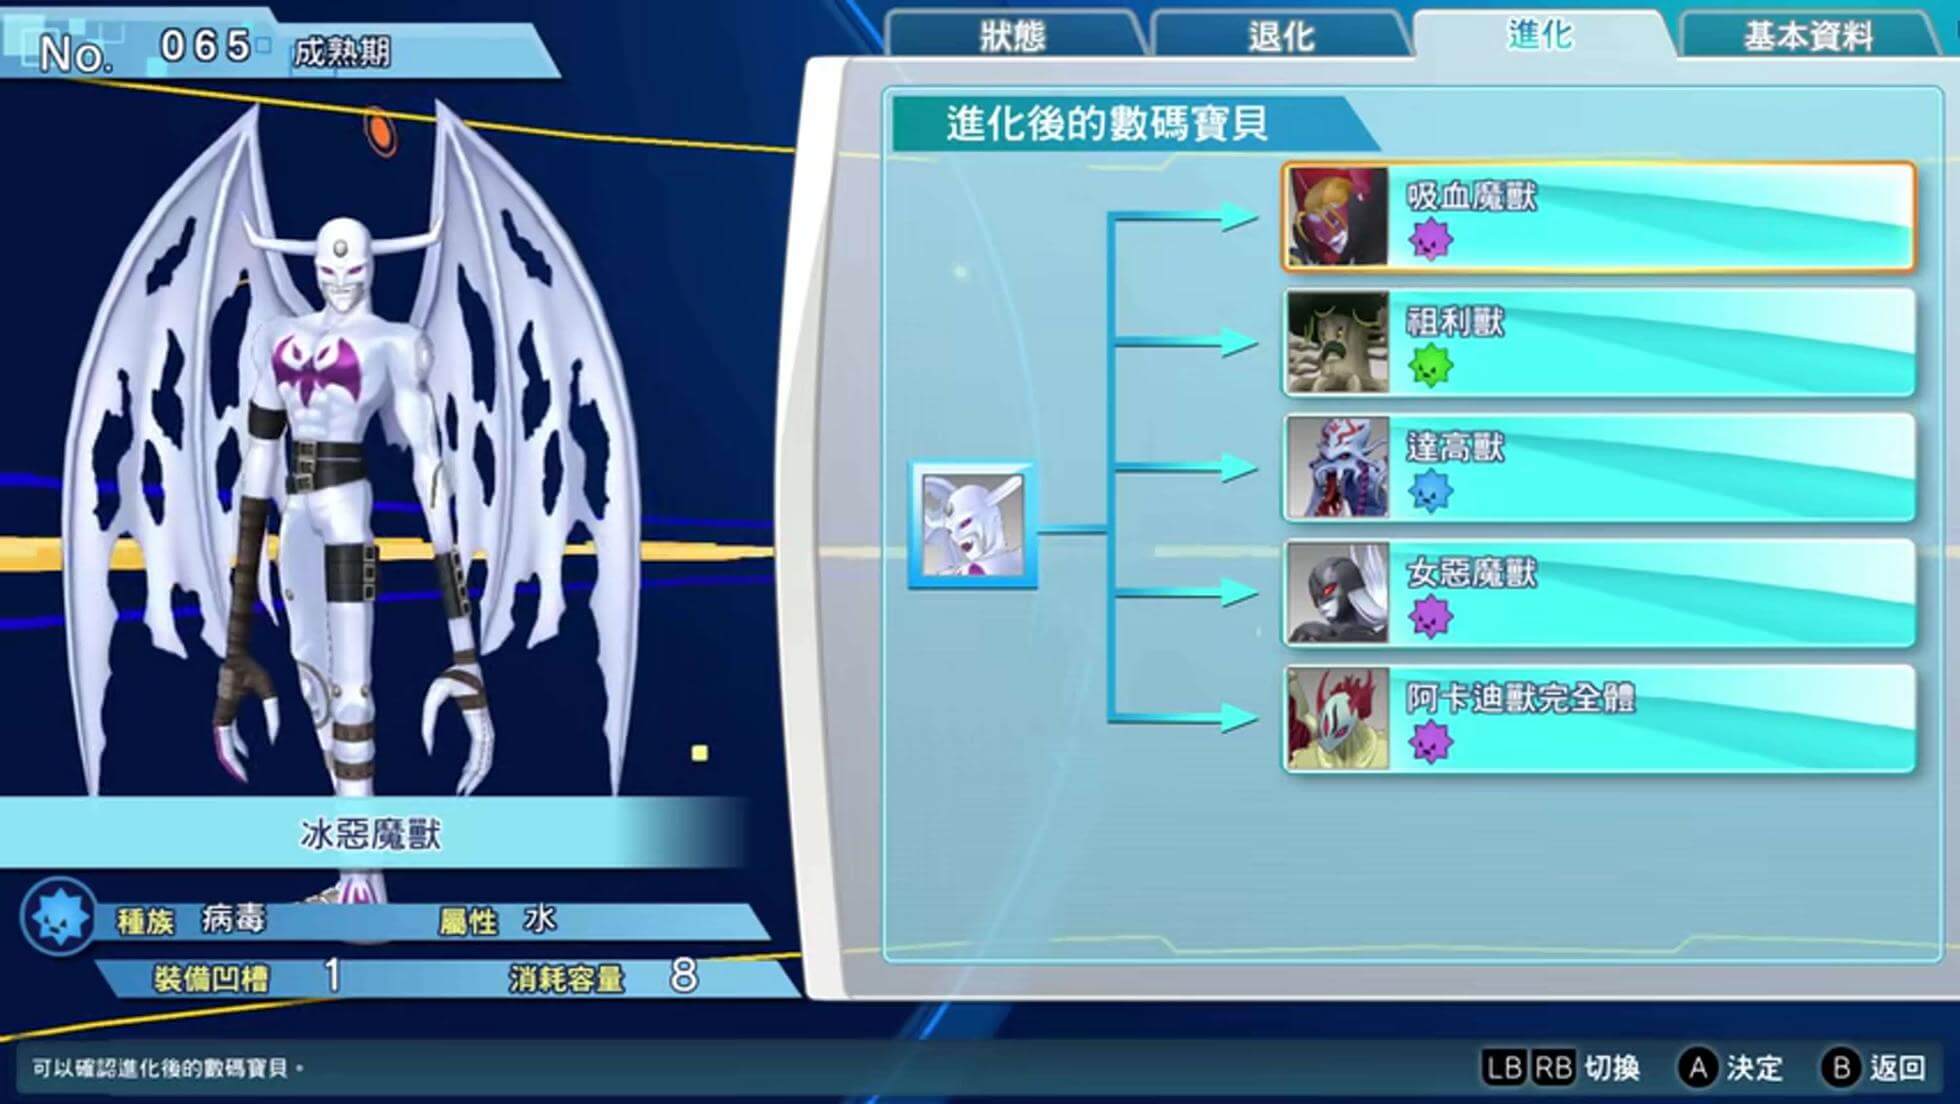 No. 065 成熟期
狀態
退化
進化
基本資料
進化後的數碼寶貝
吸血魔獸
祖利獸
達高獸
女惡魔獸
阿卡迪獸完全體
冰惡魔獸
種族 病毒 屬性 水
裝備凹槽 1 消耗容量 8
可以確認進化後的數碼寶貝。
LB RB 切換 A 決定 B 返回